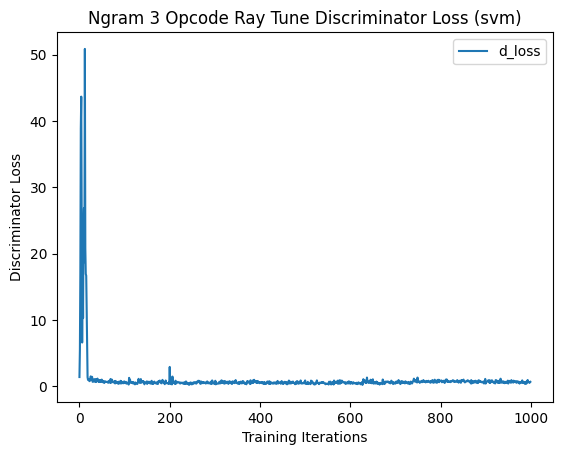 Ngram 3 Opcode Ray Tune Discriminator Loss (svm)
d_loss
Discriminator Loss
50
40
30
20
10
0
0 200 400 600 800 1000
Training Iterations